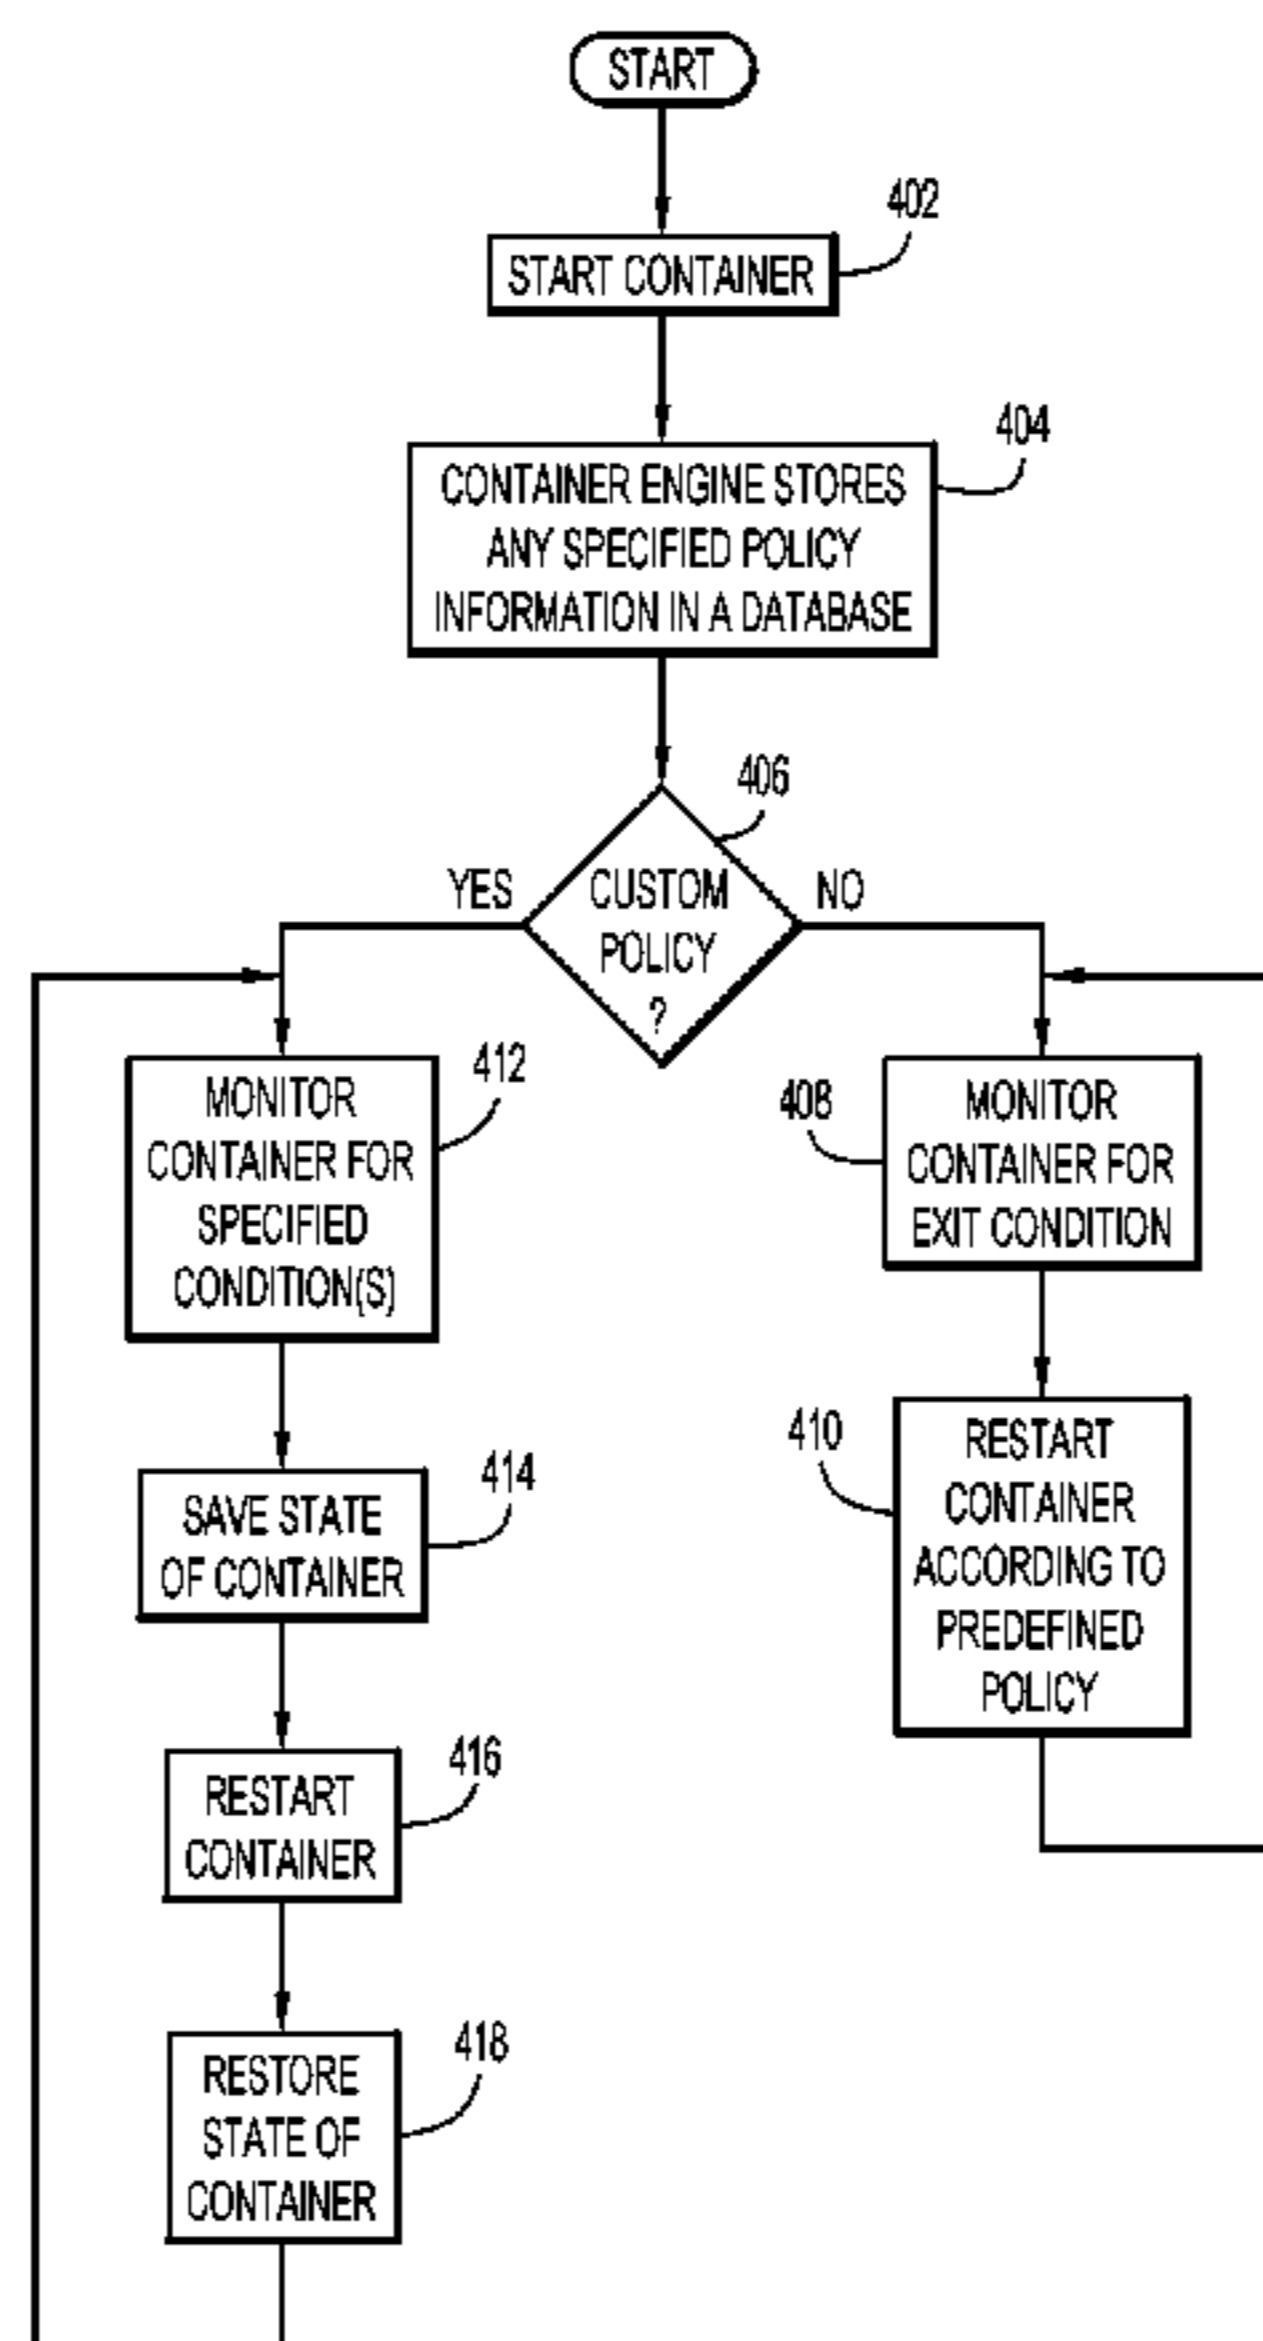 START
402
START CONTAINER
404
CONTAINER ENGINE STORES
ANY SPECIFIED POLICY
INFORMATION IN A DATABASE
406
YES
CUSTOM
POLICY
?
NO
412
MONITOR
CONTAINER FOR
SPECIFIED
CONDITION(S)
408
MONITOR
CONTAINER FOR
EXIT CONDITION
414
SAVE STATE
OF CONTAINER
410
RESTART
CONTAINER
ACCORDING TO
PREDEFINED
POLICY
416
RESTART
CONTAINER
418
RESTORE
STATE OF
CONTAINER